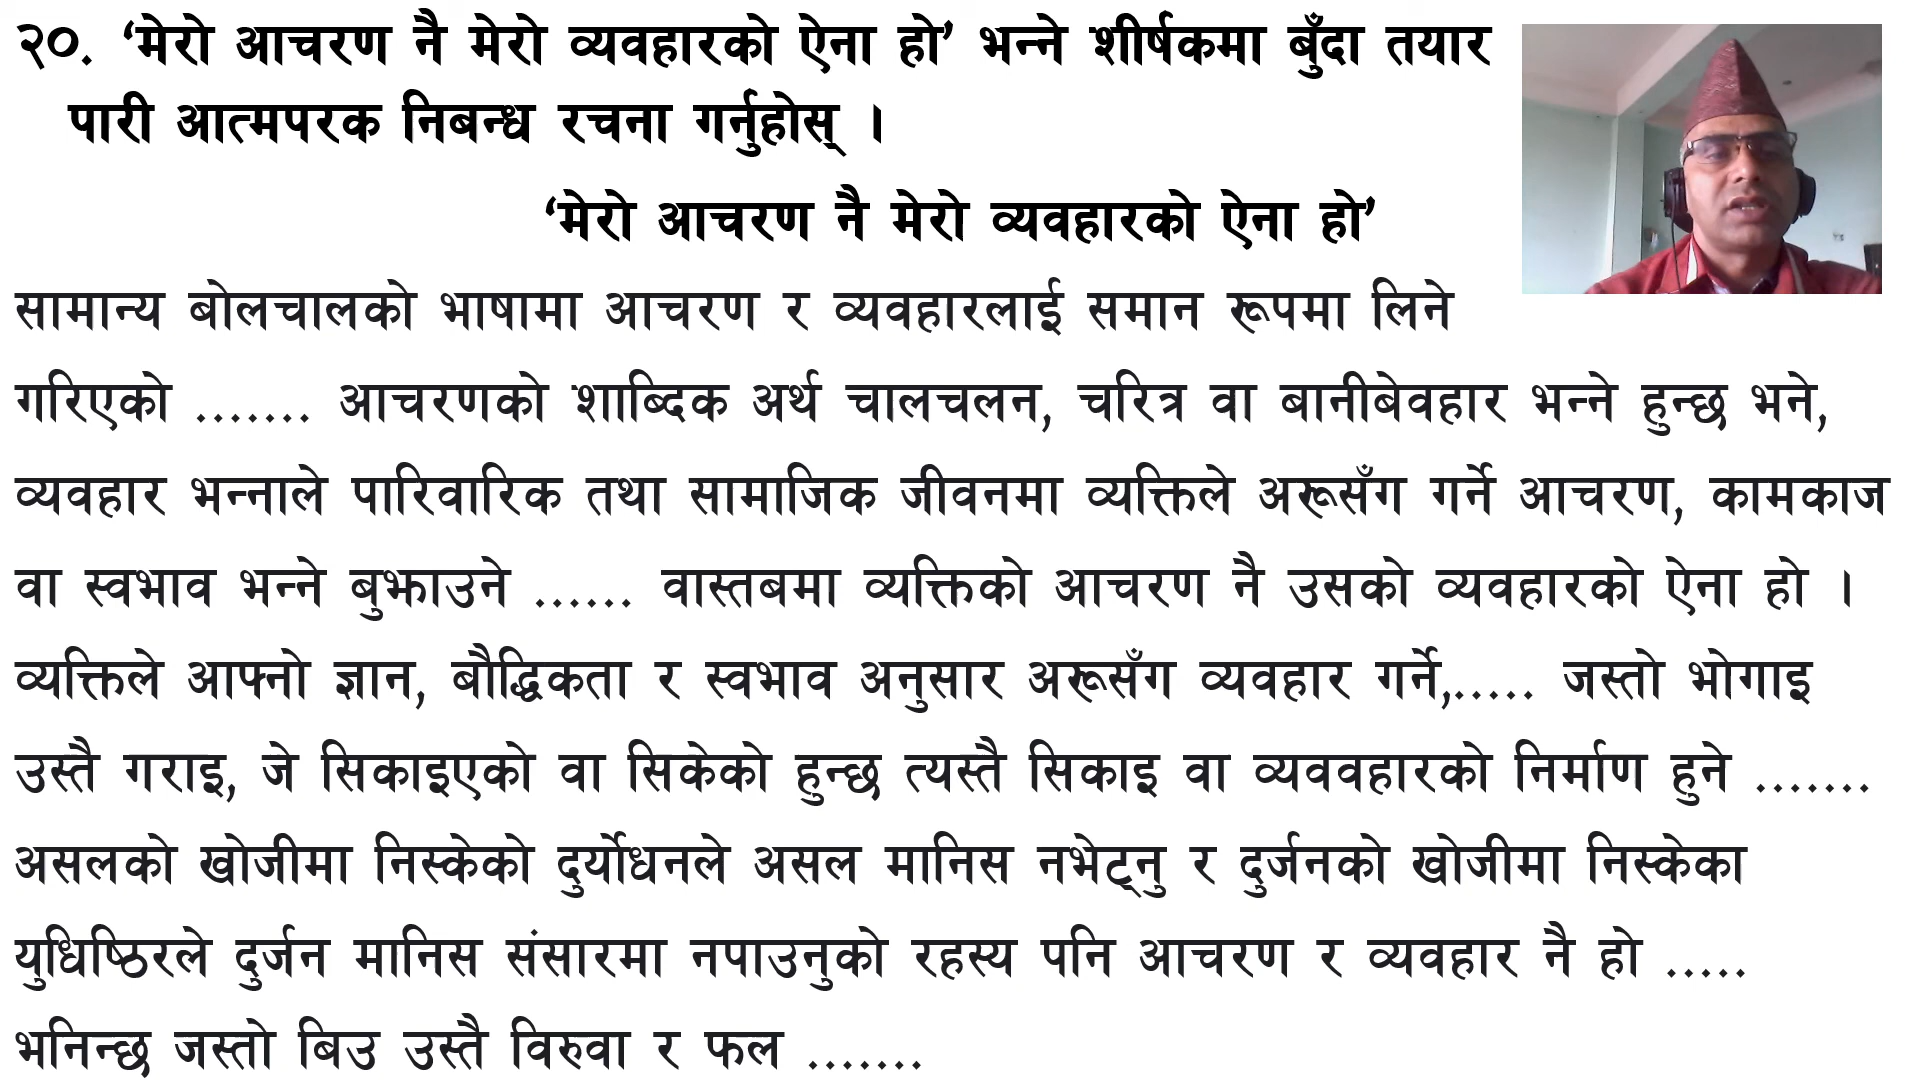 २०. ‘मेरो आचरण नै मेरो व्यवहारको ऐना हो’ भन्ने शीर्षकमा बुँदा तयार
पारी आत्मपरक निबन्ध रचना गर्नुहोस् ।
‘मेरो आचरण नै मेरो व्यवहारको ऐना हो’
सामान्य बोलचालको भाषामा आचरण र व्यवहारलाई समान रूपमा लिने
गरिएको ....... आचरणको शाब्दिक अर्थ चालचलन, चरित्र वा बानीबेवहार भन्ने हुन्छ भने,
व्यवहार भन्नाले पारिवारिक तथा सामाजिक जीवनमा व्यक्तिले अरूसँग गर्ने आचरण, कामकाज
वा स्वभाव भन्ने बुझाउने ...... वास्तबमा व्यक्तिको आचरण नै उसको व्यवहारको ऐना हो ।
व्यक्तिले आफ्नो ज्ञान, बौद्धिकता र स्वभाव अनुसार अरूसँग व्यवहार गर्ने,..... जस्तो भोगाइ
उस्तै गराइ, जे सिकाइएको वा सिकेको हुन्छ त्यस्तै सिकाइ वा व्यववहारको निर्माण हुने .......
असलको खोजीमा निस्केको दुर्योधनले असल मानिस नभेट्नु र दुर्जनको खोजीमा निस्केका
युधिष्ठिरले दुर्जन मानिस संसारमा नपाउनुको रहस्य पनि आचरण र व्यवहार नै हो .....
भनिन्छ जस्तो बिउ उस्तै विरुवा र फल .......